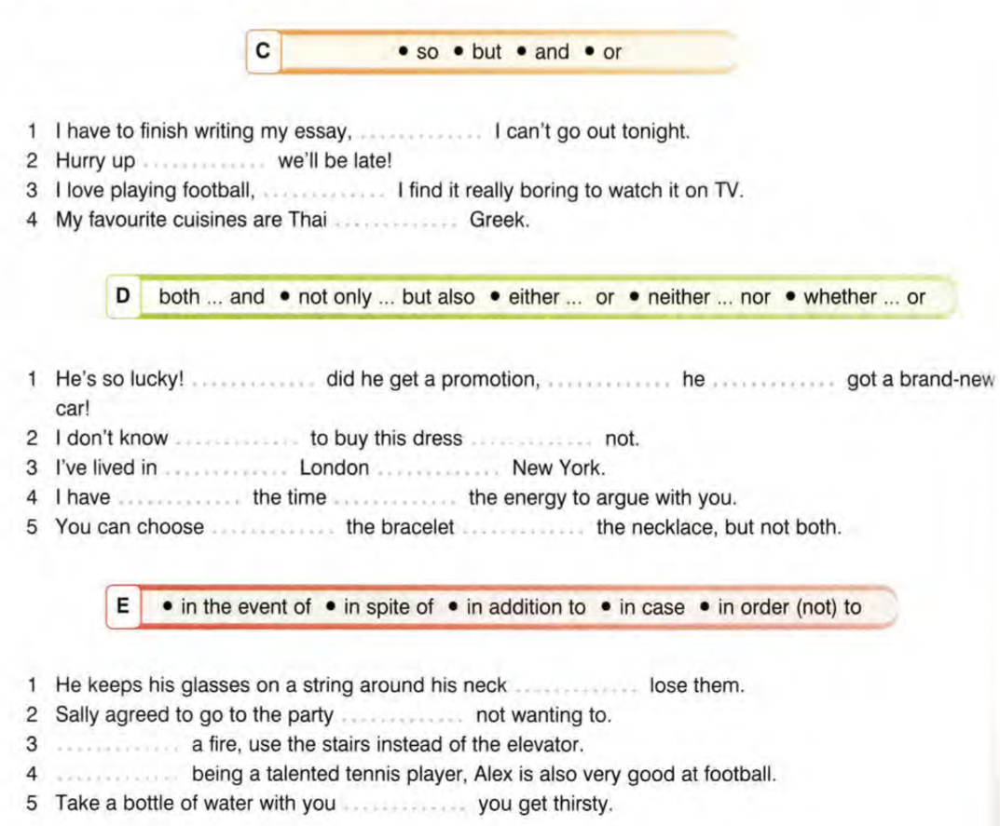 C • so • but • and • or
1 I have to finish writing my essay, ............. I can't go out tonight.
2 Hurry up ............. we'll be late!
3 I love playing football, ............. I find it really boring to watch it on TV.
4 My favourite cuisines are Thai ............. Greek.
D both ... and • not only ... but also • either ... or • neither ... nor • whether ... or
1 He's so lucky! ............. did he get a promotion, ............. he ............. got a brand-new
car!
2 I don't know ............. to buy this dress ............. not.
3 I've lived in ............. London ............. New York.
4 I have ............. the time ............. the energy to argue with you.
5 You can choose ............. the bracelet ............. the necklace, but not both.
E • in the event of • in spite of • in addition to • in case • in order (not) to
1 He keeps his glasses on a string around his neck ............. lose them.
2 Sally agreed to go to the party ............. not wanting to.
3 ............. a fire, use the stairs instead of the elevator.
4 ............. being a talented tennis player, Alex is also very good at football.
5 Take a bottle of water with you ............. you get thirsty.